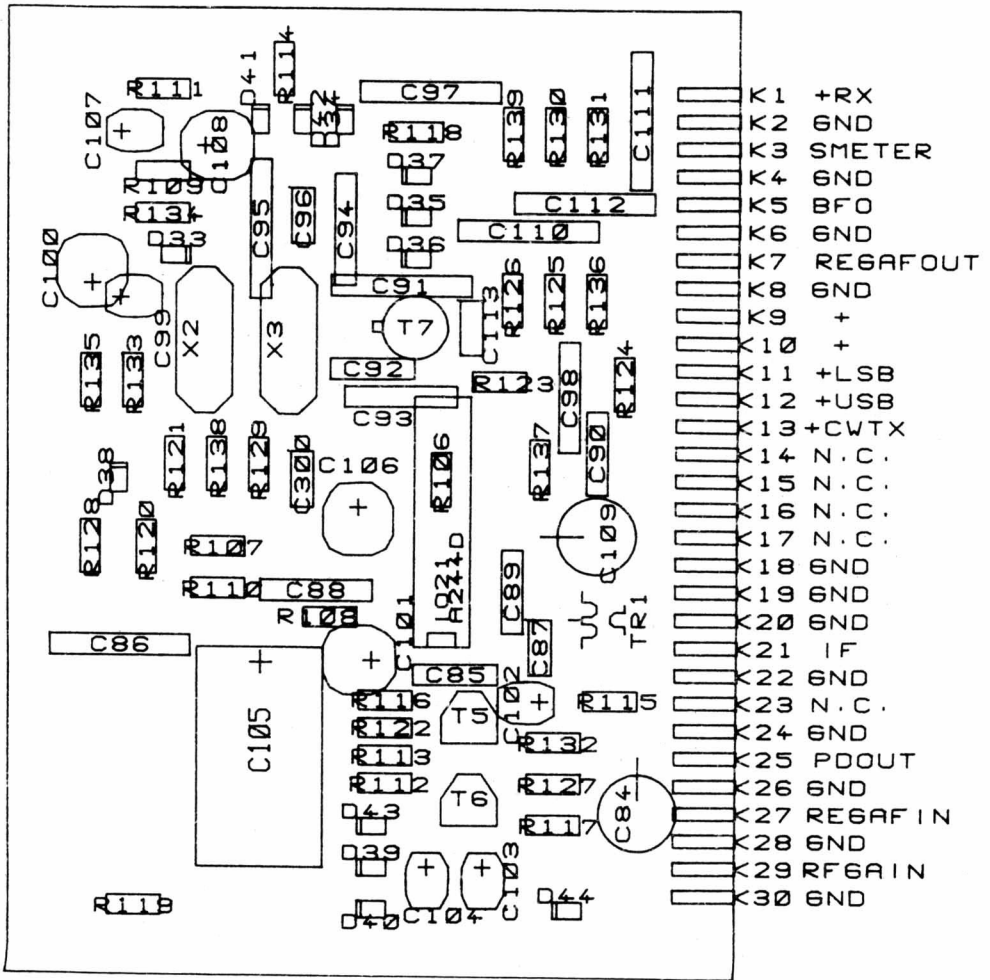 K1 +RX
K2 GND
K3 SMETER
K4 GND
K5 BFO
K6 GND
K7 REGAFOUT
K8 GND
K9 +
K10 +
K11 +LSB
K12 +USB
K13 +CWTX
K14 N.C.
K15 N.C.
K16 N.C.
K17 N.C.
K18 GND
K19 GND
K20 GND
K21 IF
K22 GND
K23 N.C.
K24 GND
K25 PDOUT
K26 GND
K27 REGAFIN
K28 GND
K29 RFGAIN
K30 GND
R111
D41
R114
C97
R139
R130
R131
C111
C107
C108
D42
R118
D37
R109
R134
D33
C95
C96
C94
D35
D36
C112
C110
C100
C99
X2
X3
C91
T7
C113
R126
R125
R136
R135
R133
C92
C93
R123
C98
R124
C90
R121
R138
R129
C300
C106
R106
R137
D38
R128
R120
R107
R110
C88
R108
C101
IO21
A244D
C89
C109
C87
TR1
C86
C105
C85
C102
R116
R122
R113
R112
T5
T6
R115
R132
R127
R117
C84
D43
D39
D40
C104
C103
D44
R119